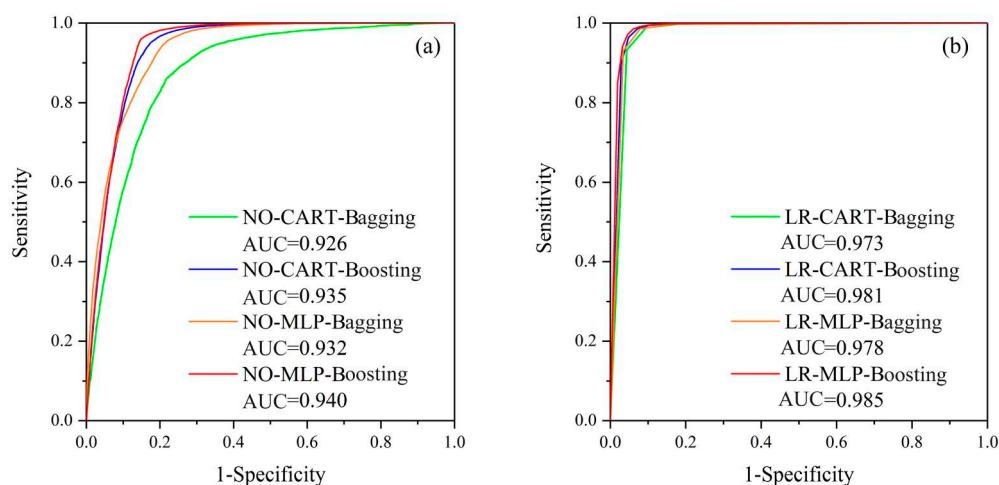 (a)
Sensitivity
1.0
0.8
0.6
0.4
0.2
0.0
NO-CART-Bagging
AUC=0.926
NO-CART-Boosting
AUC=0.935
NO-MLP-Bagging
AUC=0.932
NO-MLP-Boosting
AUC=0.940
0.0 0.2 0.4 0.6 0.8 1.0
1-Specificity
(b)
Sensitivity
1.0
0.8
0.6
0.4
0.2
0.0
LR-CART-Bagging
AUC=0.973
LR-CART-Boosting
AUC=0.981
LR-MLP-Bagging
AUC=0.978
LR-MLP-Boosting
AUC=0.985
0.0 0.2 0.4 0.6 0.8 1.0
1-Specificity